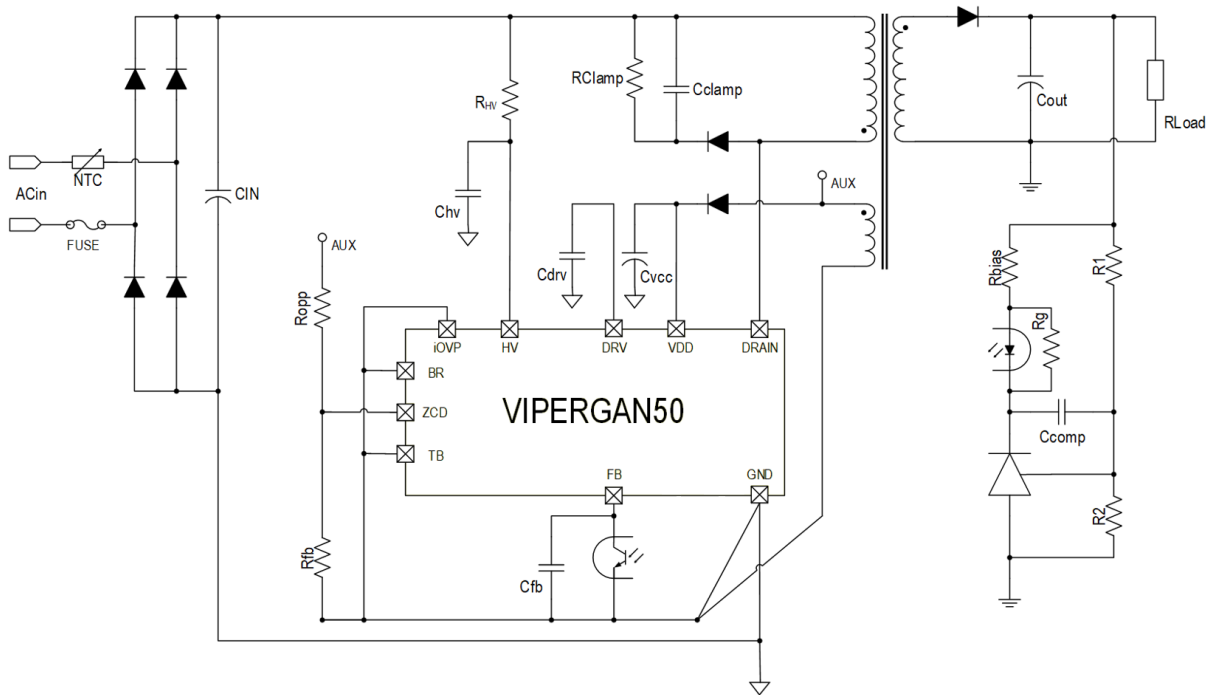 RClamp
Cclamp
RHV
Cout
RLoad
NTC
ACin
CIN
FUSE
Chv
AUX
AUX
Cdrv
Cvcc
Rbias
R1
Ropp
Rg
iOVP
HV
DRV
VDD
DRAIN
BR
ZCD
VIPERGAN50
TB
Ccomp
FB
GND
R2
Rfb
Cfb